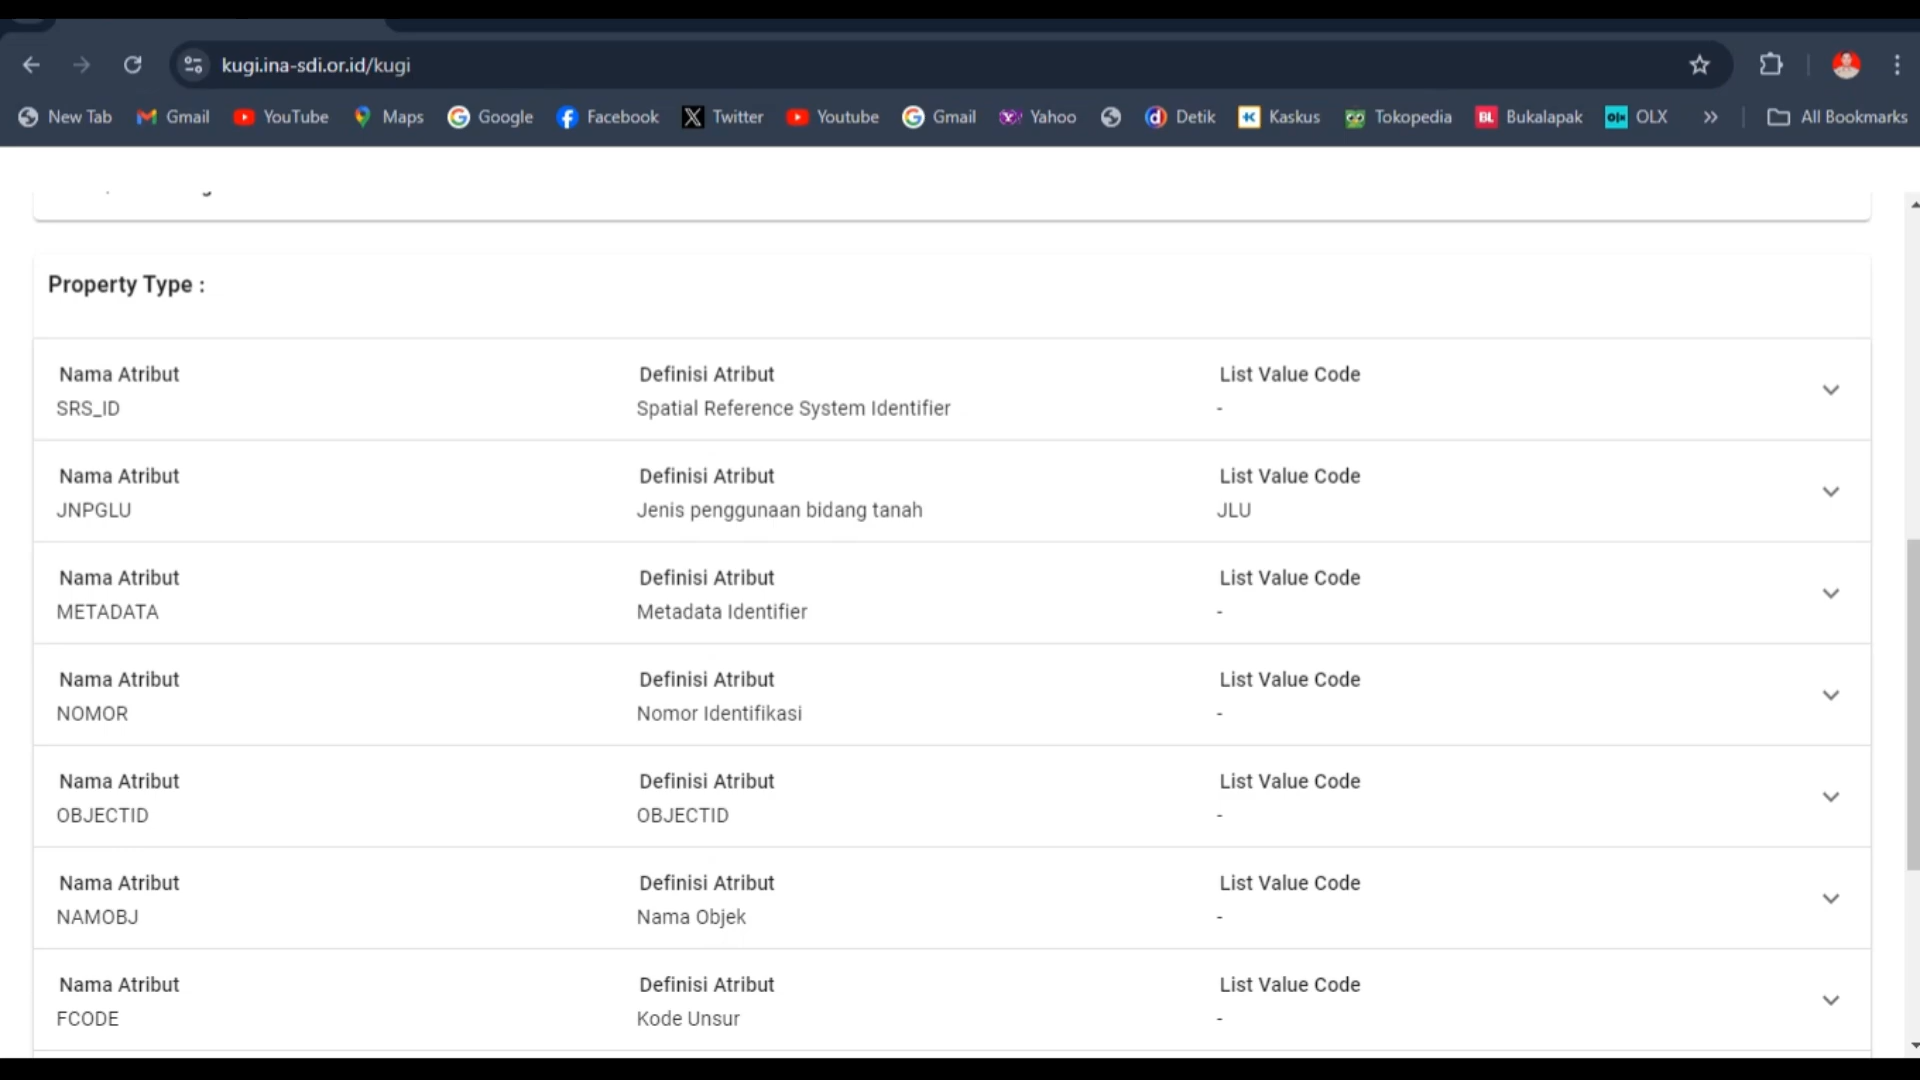 kugi.ina-sdi.or.id/kugi
New Tab Gmail YouTube Maps Google Facebook Twitter Youtube Gmail Yahoo Detik Kaskus Tokopedia Bukalapak OLX » All Bookmarks
Property Type :
Nama Atribut Definisi Atribut List Value Code
SRS_ID Spatial Reference System Identifier -
Nama Atribut Definisi Atribut List Value Code
JNPGLU Jenis penggunaan bidang tanah JLU
Nama Atribut Definisi Atribut List Value Code
METADATA Metadata Identifier -
Nama Atribut Definisi Atribut List Value Code
NOMOR Nomor Identifikasi -
Nama Atribut Definisi Atribut List Value Code
OBJECTID OBJECTID -
Nama Atribut Definisi Atribut List Value Code
NAMOBJ Nama Objek -
Nama Atribut Definisi Atribut List Value Code
FCODE Kode Unsur -